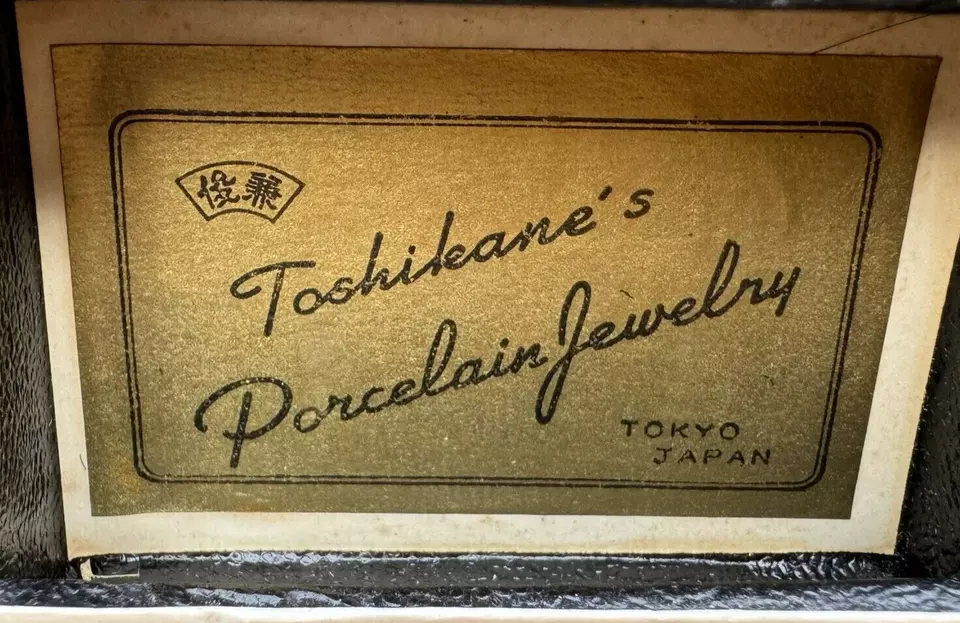 俊兼
Toshikane's
Porcelain Jewelry
TOKYO
JAPAN